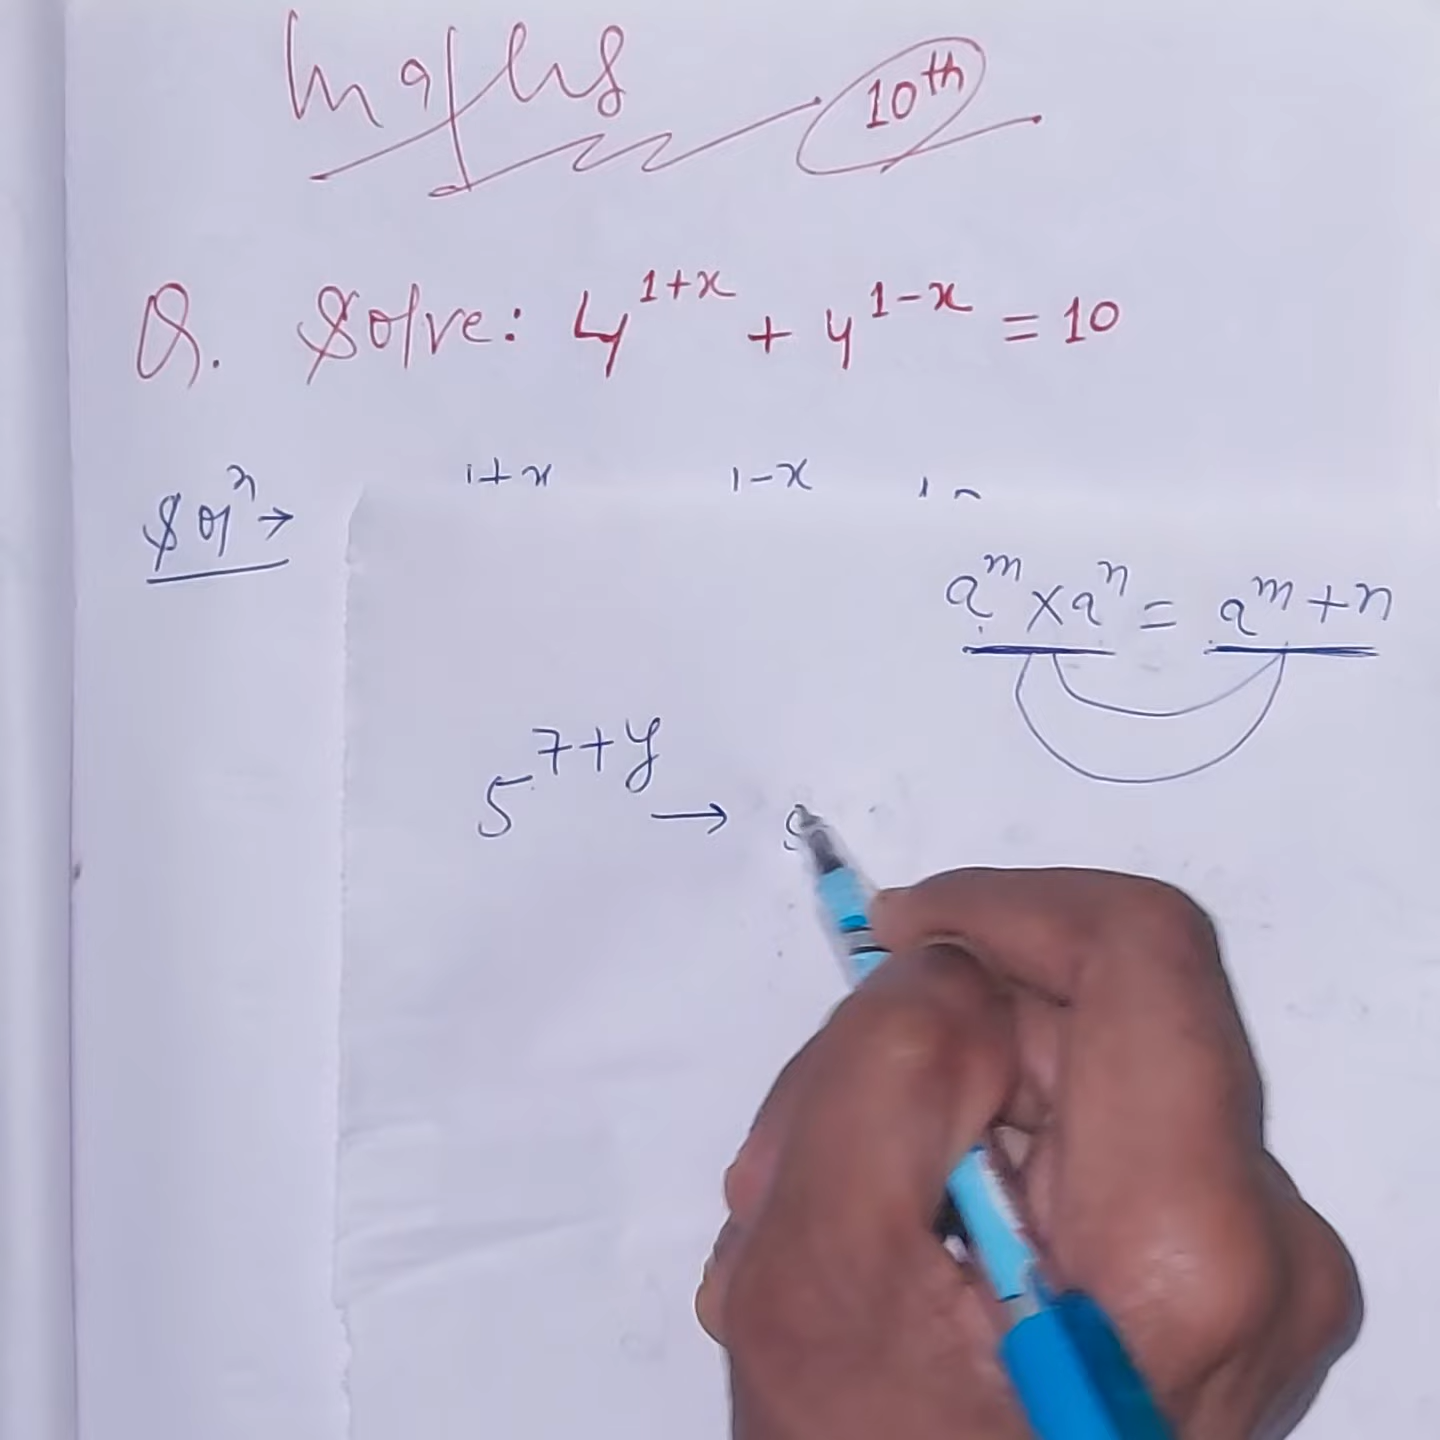 Maths 10th
Q. Solve: 4^{1+x} + 4^{1-x} = 10
Sol^n →
1+x 1-x
a^m × a^n = a^{m+n}
5^{7+y} →